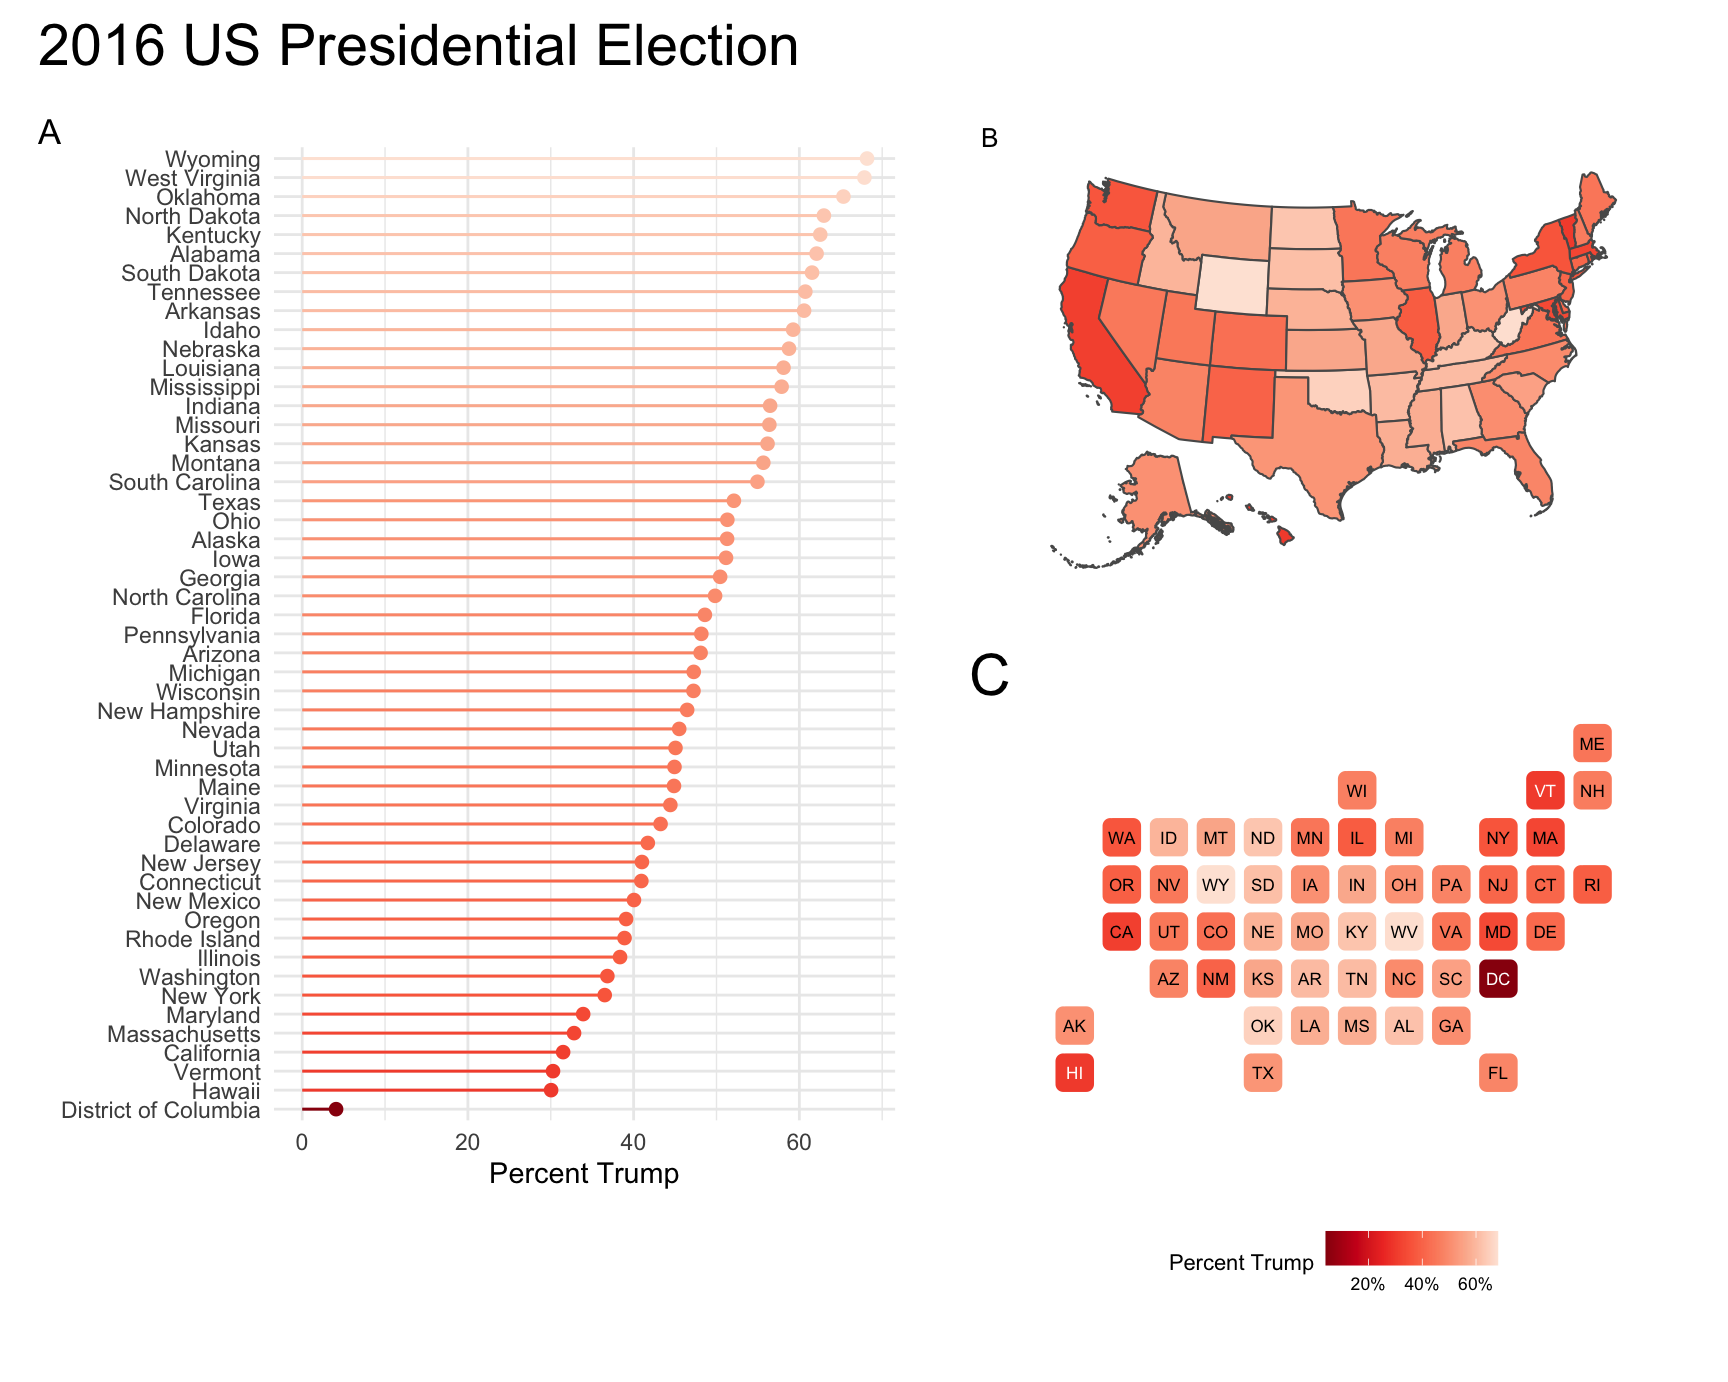 2016 US Presidential Election
A
Wyoming
West Virginia
Oklahoma
North Dakota
Kentucky
Alabama
South Dakota
Tennessee
Arkansas
Idaho
Nebraska
Louisiana
Mississippi
Indiana
Missouri
Kansas
Montana
South Carolina
Texas
Ohio
Alaska
Iowa
Georgia
North Carolina
Florida
Pennsylvania
Arizona
Michigan
Wisconsin
New Hampshire
Nevada
Utah
Minnesota
Maine
Virginia
Colorado
Delaware
New Jersey
Connecticut
New Mexico
Oregon
Rhode Island
Illinois
Washington
New York
Maryland
Massachusetts
California
Vermont
Hawaii
District of Columbia
0 20 40 60
Percent Trump
B
C
ME
WI VT NH
WA ID MT ND MN IL MI NY MA
OR NV WY SD IA IN OH PA NJ CT RI
CA UT CO NE MO KY WV VA MD DE
AZ NM KS AR TN NC SC DC
AK OK LA MS AL GA
HI TX FL
Percent Trump
20% 40% 60%